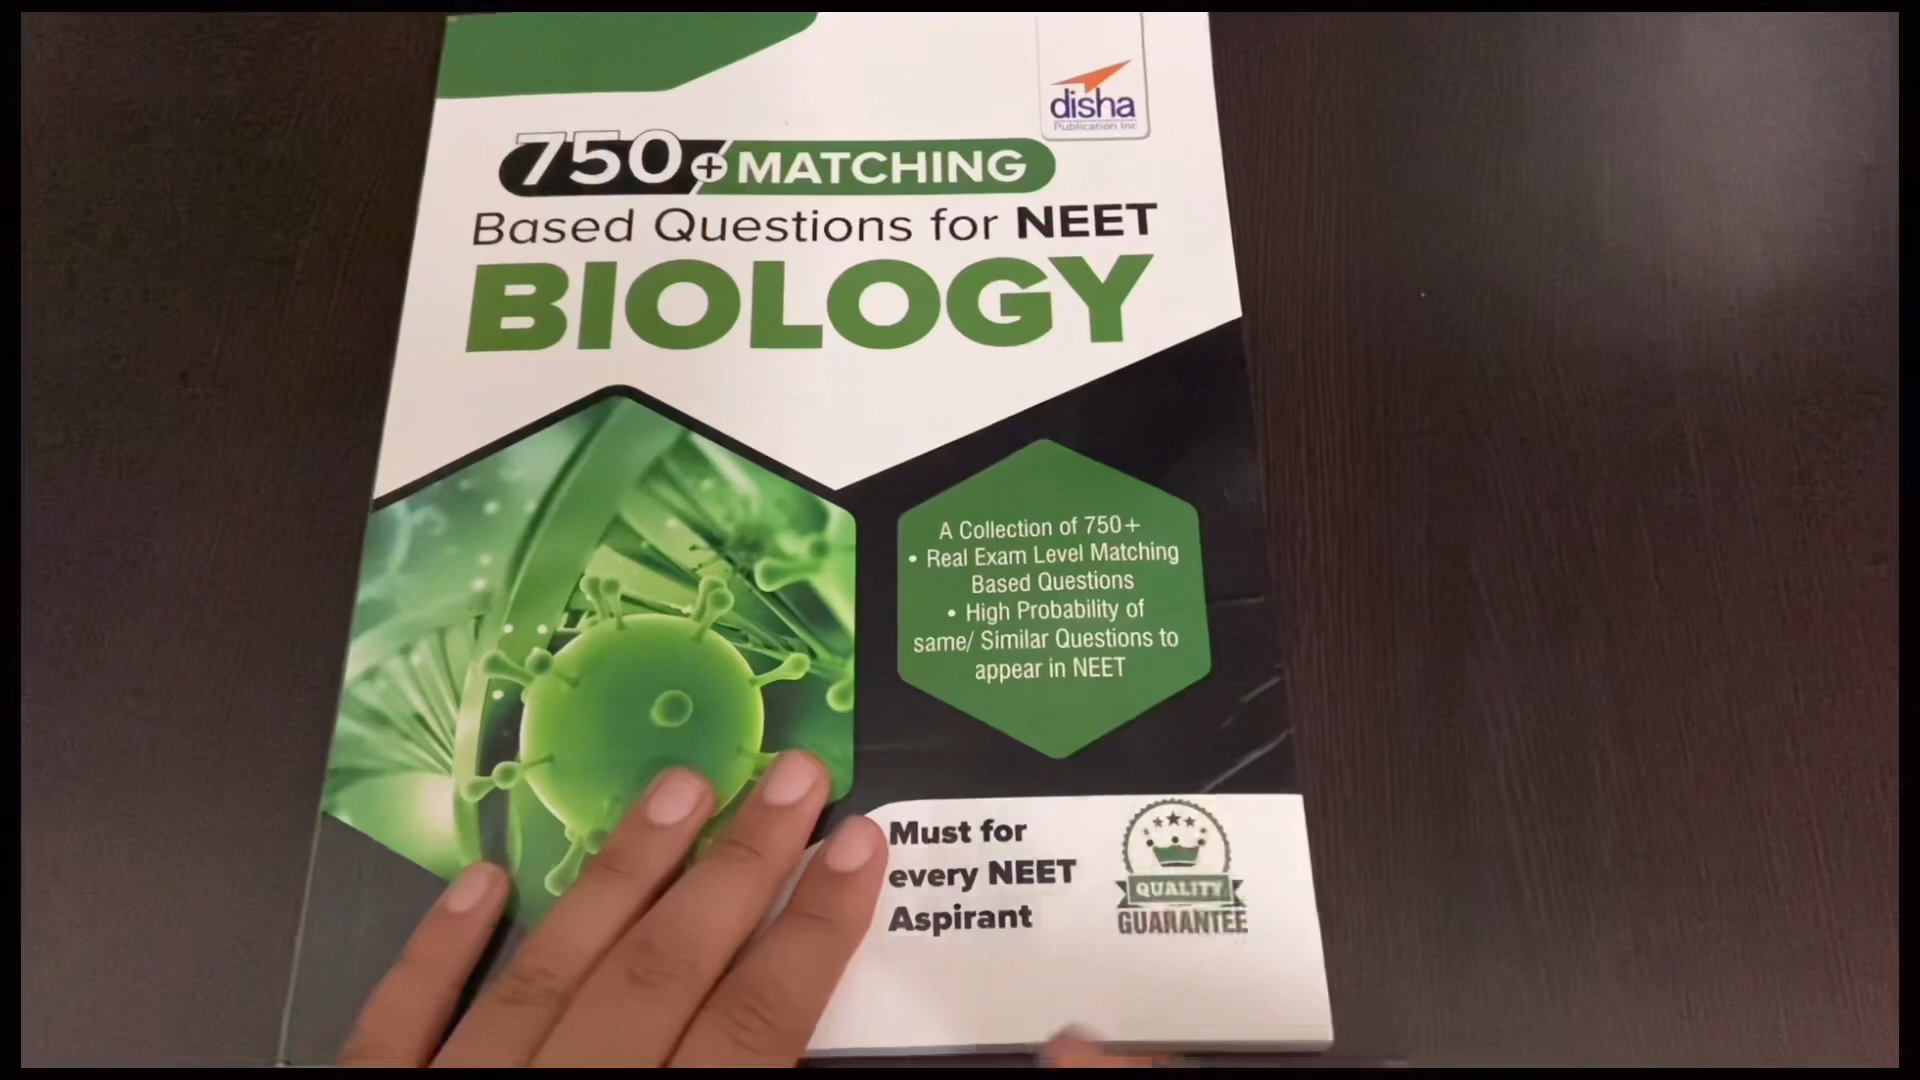 disha
Publication Inc
750+ MATCHING
Based Questions for NEET
BIOLOGY
A Collection of 750+
• Real Exam Level Matching
Based Questions
• High Probability of
same/ Similar Questions to
appear in NEET
Must for
every NEET
Aspirant
QUALITY
GUARANTEE